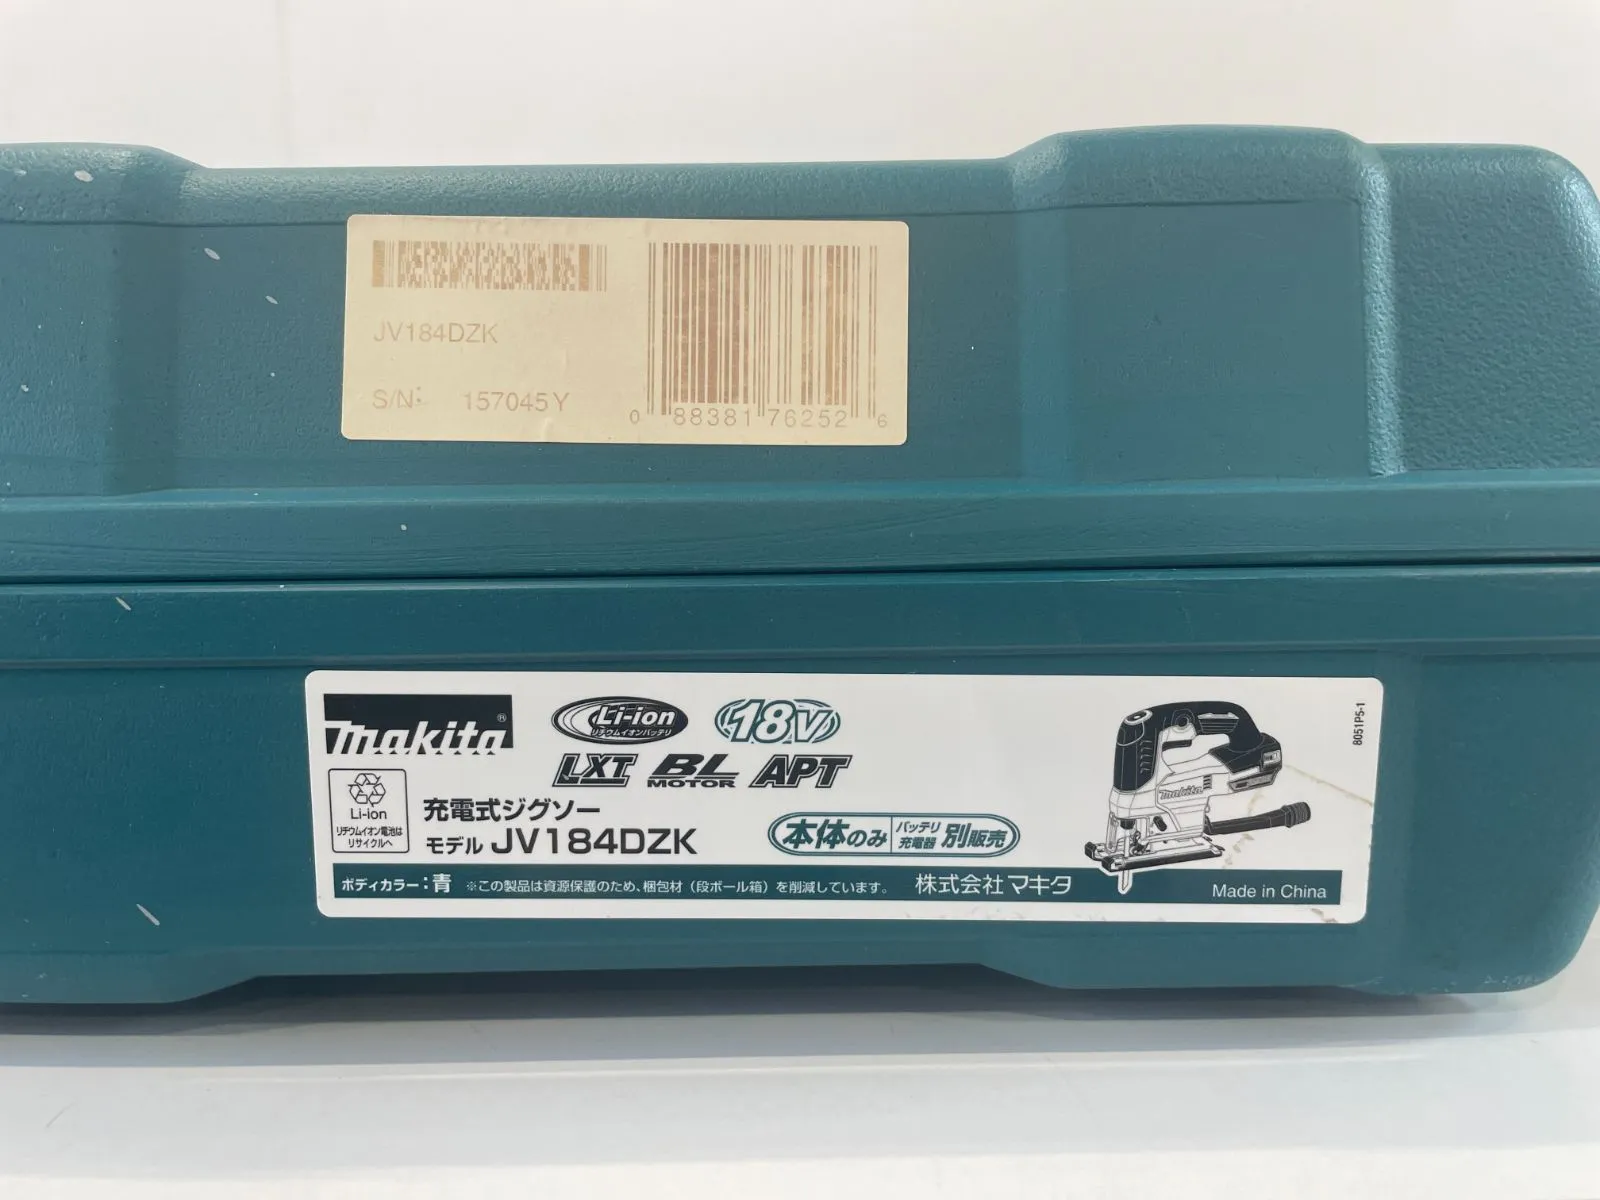 JV184DZK
S/N: 157045Y
0 88381 76252 6
makita®
Li-ion
リチウムイオンバッテリ
18V
LXT BL MOTOR APT
Li-ion
リチウムイオン電池は
リサイクルへ
充電式ジグソー
モデル JV184DZK
本体のみ バッテリ 充電器 別販売
makita
8051P5-1
ボディカラー：青 ※この製品は資源保護のため、梱包材（段ボール箱）を削減しています。 株式会社マキタ Made in China